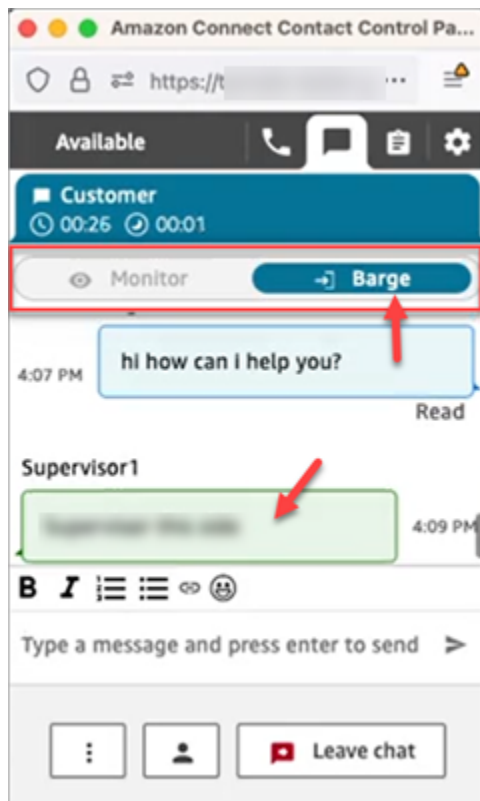 Amazon Connect Contact Control Pa...
https://t ...
Available
Customer
00:26 00:01
Monitor Barge
hi how can I help you?
4:07 PM
Read
Supervisor1
4:09 PM
B I
Type a message and press enter to send
Leave chat